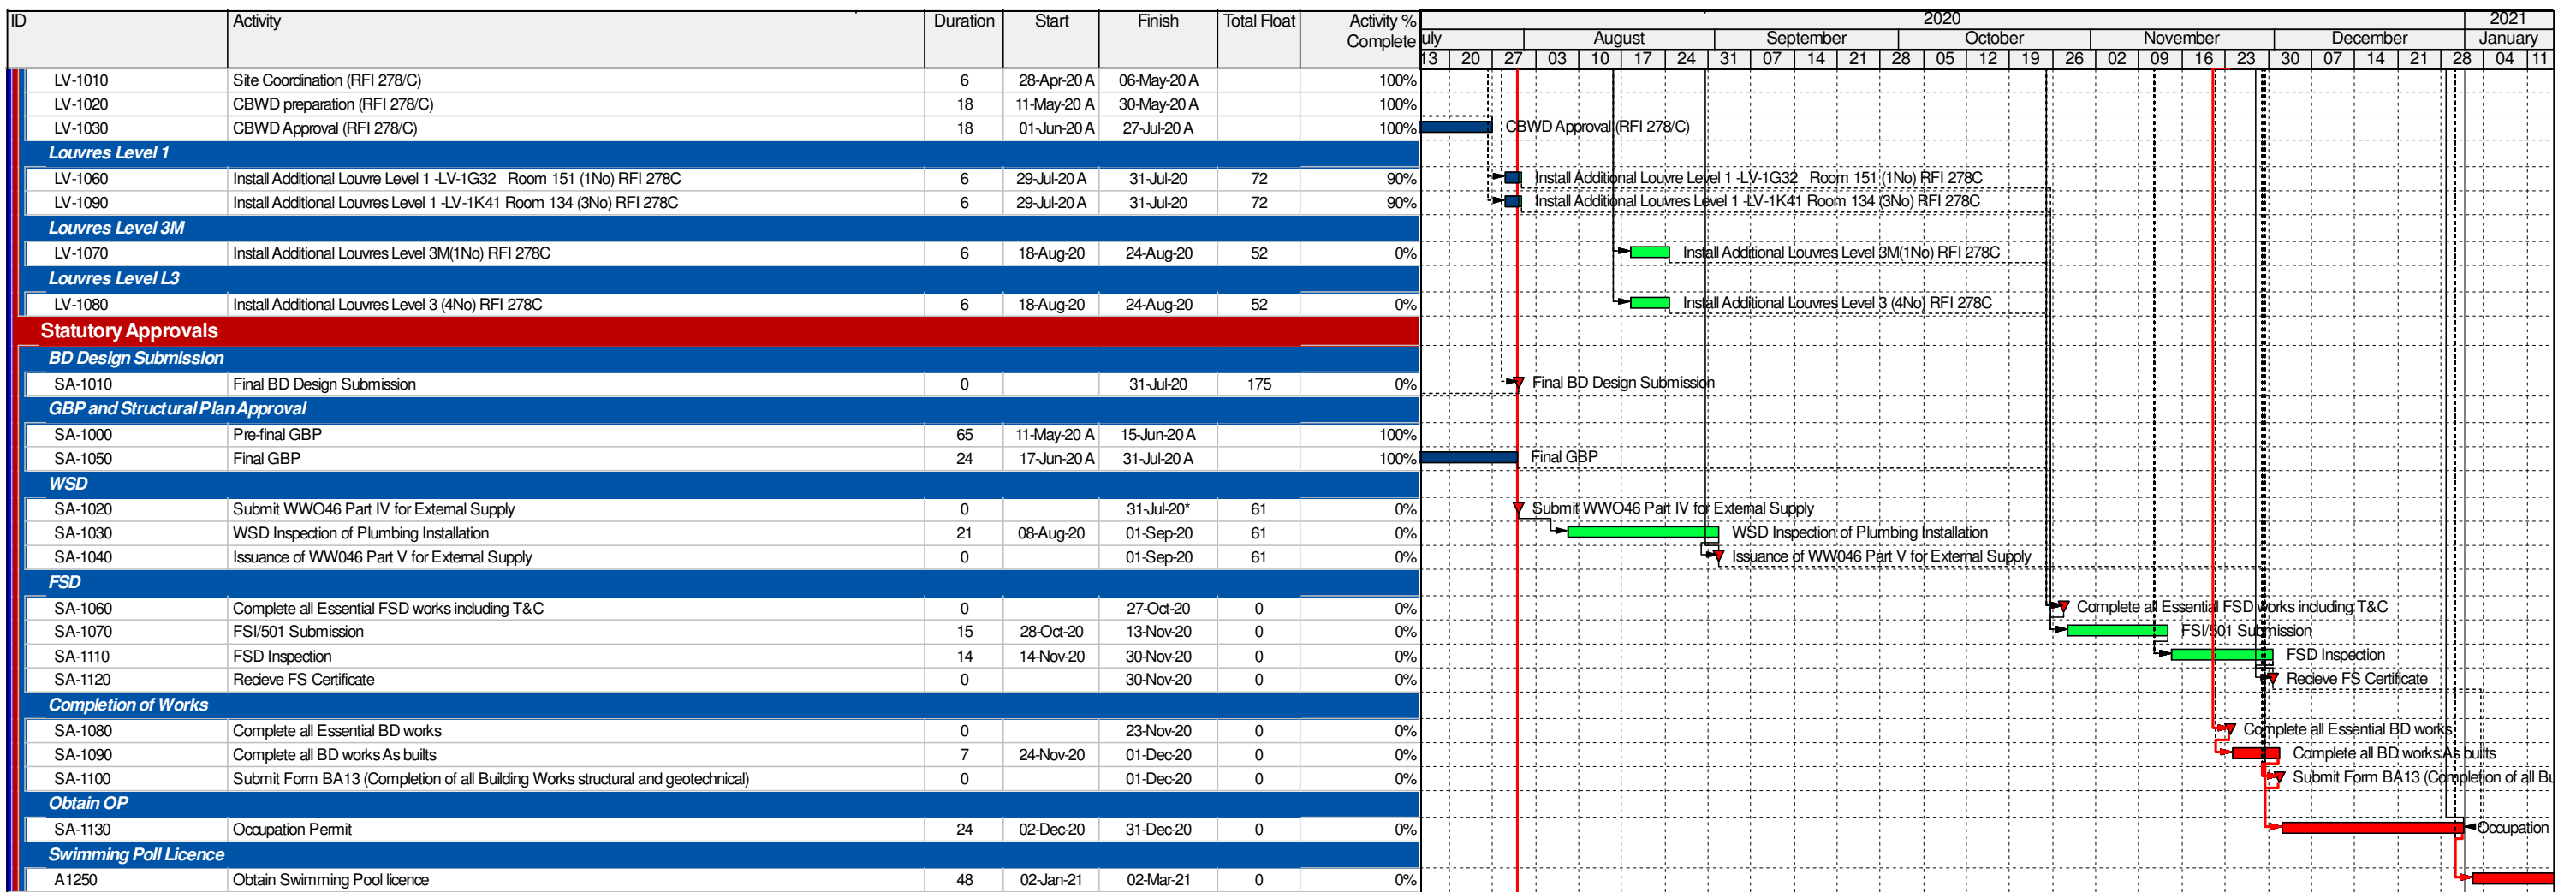 ID Activity Duration Start Finish Total Float Activity % Complete 2020 2021
uly August September October November December January
13 20 27 03 10 17 24 31 07 14 21 28 05 12 19 26 02 09 16 23 30 07 14 21 28 04 11
LV-1010 Site Coordination (RFI 278/C) 6 28-Apr-20 A 06-May-20 A 100%
LV-1020 CBWD preparation (RFI 278/C) 18 11-May-20 A 30-May-20 A 100%
LV-1030 CBWD Approval (RFI 278/C) 18 01-Jun-20 A 27-Jul-20 A 100% CBWD Approval (RFI 278/C)
Louvres Level 1
LV-1060 Install Additional Louvre Level 1 -LV-1G32 Room 151 (1No) RFI 278C 6 29-Jul-20 A 31-Jul-20 72 90% Install Additional Louvre Level 1 -LV-1G32 Room 151 (1No) RFI 278C
LV-1090 Install Additional Louvres Level 1 -LV-1K41 Room 134 (3No) RFI 278C 6 29-Jul-20 A 31-Jul-20 72 90% Install Additional Louvres Level 1 -LV-1K41 Room 134 (3No) RFI 278C
Louvres Level 3M
LV-1070 Install Additional Louvres Level 3M(1No) RFI 278C 6 18-Aug-20 24-Aug-20 52 0% Install Additional Louvres Level 3M(1No) RFI 278C
Louvres Level L3
LV-1080 Install Additional Louvres Level 3 (4No) RFI 278C 6 18-Aug-20 24-Aug-20 52 0% Install Additional Louvres Level 3 (4No) RFI 278C
Statutory Approvals
BD Design Submission
SA-1010 Final BD Design Submission 0 31-Jul-20 175 0% Final BD Design Submission
GBP and Structural Plan Approval
SA-1000 Pre-final GBP 65 11-May-20 A 15-Jun-20 A 100%
SA-1050 Final GBP 24 17-Jun-20 A 31-Jul-20 A 100% Final GBP
WSD
SA-1020 Submit WWO46 Part IV for External Supply 0 31-Jul-20* 61 0% Submit WWO46 Part IV for External Supply
SA-1030 WSD Inspection of Plumbing Installation 21 08-Aug-20 01-Sep-20 61 0% WSD Inspection of Plumbing Installation
SA-1040 Issuance of WW046 Part V for External Supply 0 01-Sep-20 61 0% Issuance of WW046 Part V for External Supply
FSD
SA-1060 Complete all Essential FSD works including T&C 0 27-Oct-20 0 0% Complete all Essential FSD works including T&C
SA-1070 FSI/501 Submission 15 28-Oct-20 13-Nov-20 0 0% FSI/501 Submission
SA-1110 FSD Inspection 14 14-Nov-20 30-Nov-20 0 0% FSD Inspection
SA-1120 Recieve FS Certificate 0 30-Nov-20 0 0% Recieve FS Certificate
Completion of Works
SA-1080 Complete all Essential BD works 0 23-Nov-20 0 0% Complete all Essential BD works
SA-1090 Complete all BD works As builts 7 24-Nov-20 01-Dec-20 0 0% Complete all BD works As builts
SA-1100 Submit Form BA13 (Completion of all Building Works structural and geotechnical) 0 01-Dec-20 0 0% Submit Form BA13 (Completion of all Bu
Obtain OP
SA-1130 Occupation Permit 24 02-Dec-20 31-Dec-20 0 0% Occupation
Swimming Poll Licence
A1250 Obtain Swimming Pool licence 48 02-Jan-21 02-Mar-21 0 0%